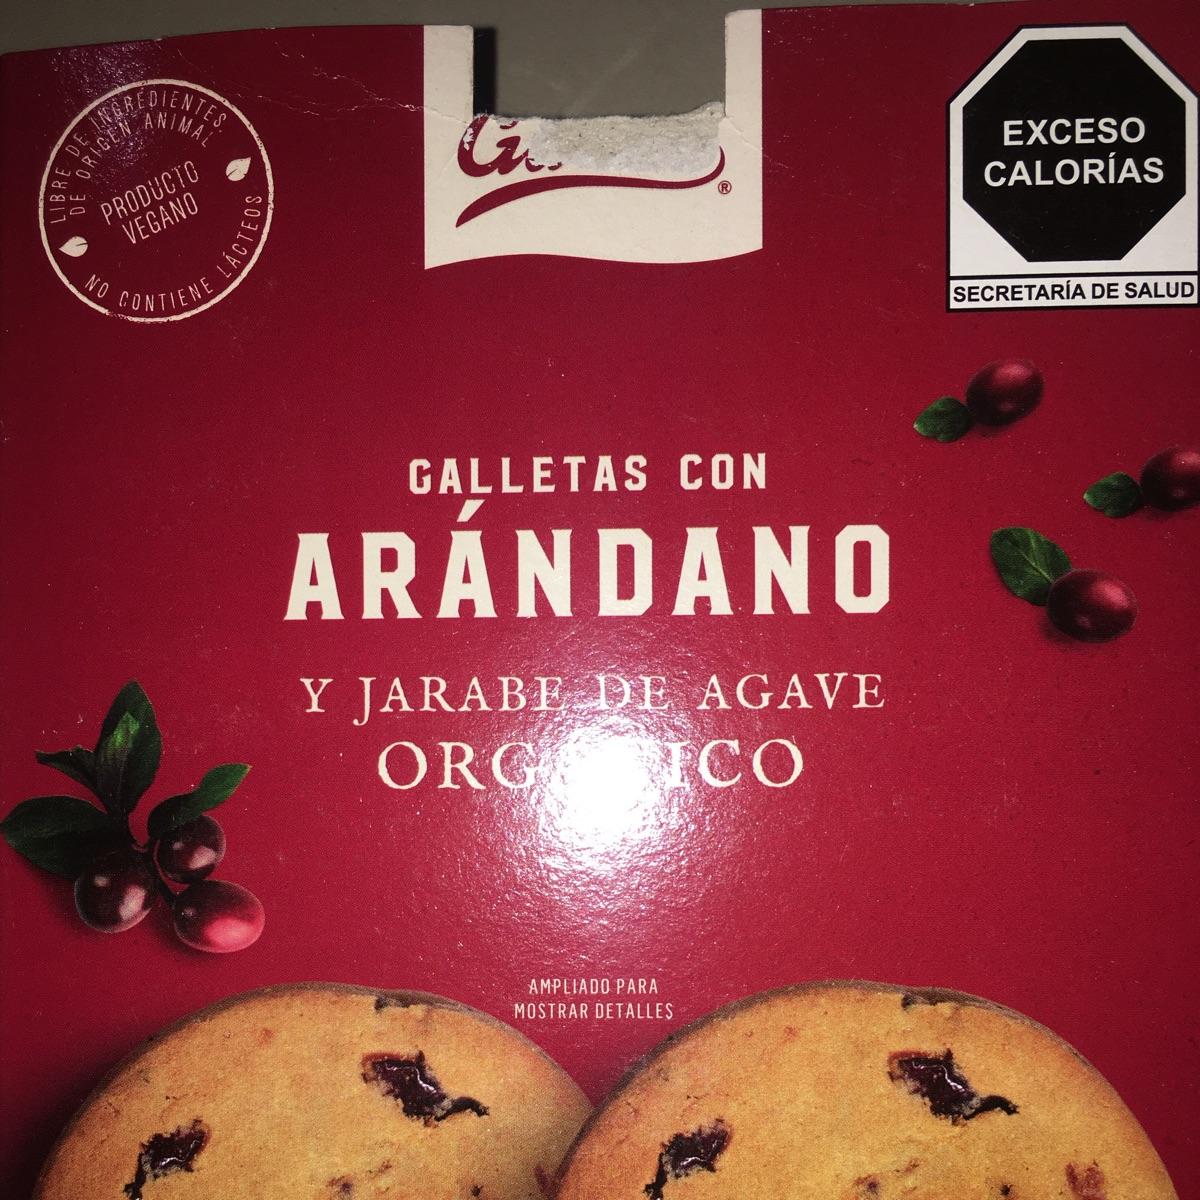 LIBRE DE INGREDIENTES
DE ORIGEN ANIMAL
PRODUCTO
VEGANO
NO CONTIENE LÁCTEOS
®
EXCESO
CALORÍAS
SECRETARÍA DE SALUD
GALLETAS CON
ARÁNDANO
Y JARABE DE AGAVE
AMPLIADO PARA
MOSTRAR DETALLES